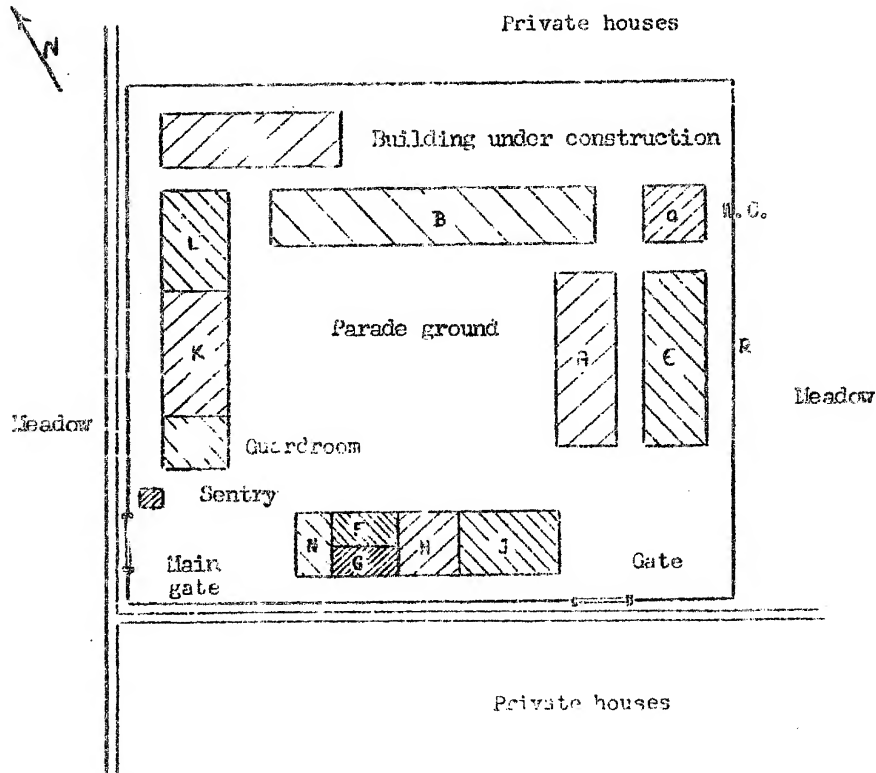 N
Private houses
Building under construction
L
B
Q
W.C.
Parade ground
K
A
E
R
Meadow
Meadow
Guardroom
Sentry
N
F
H
J
G
Main
gate
Gate
Private houses